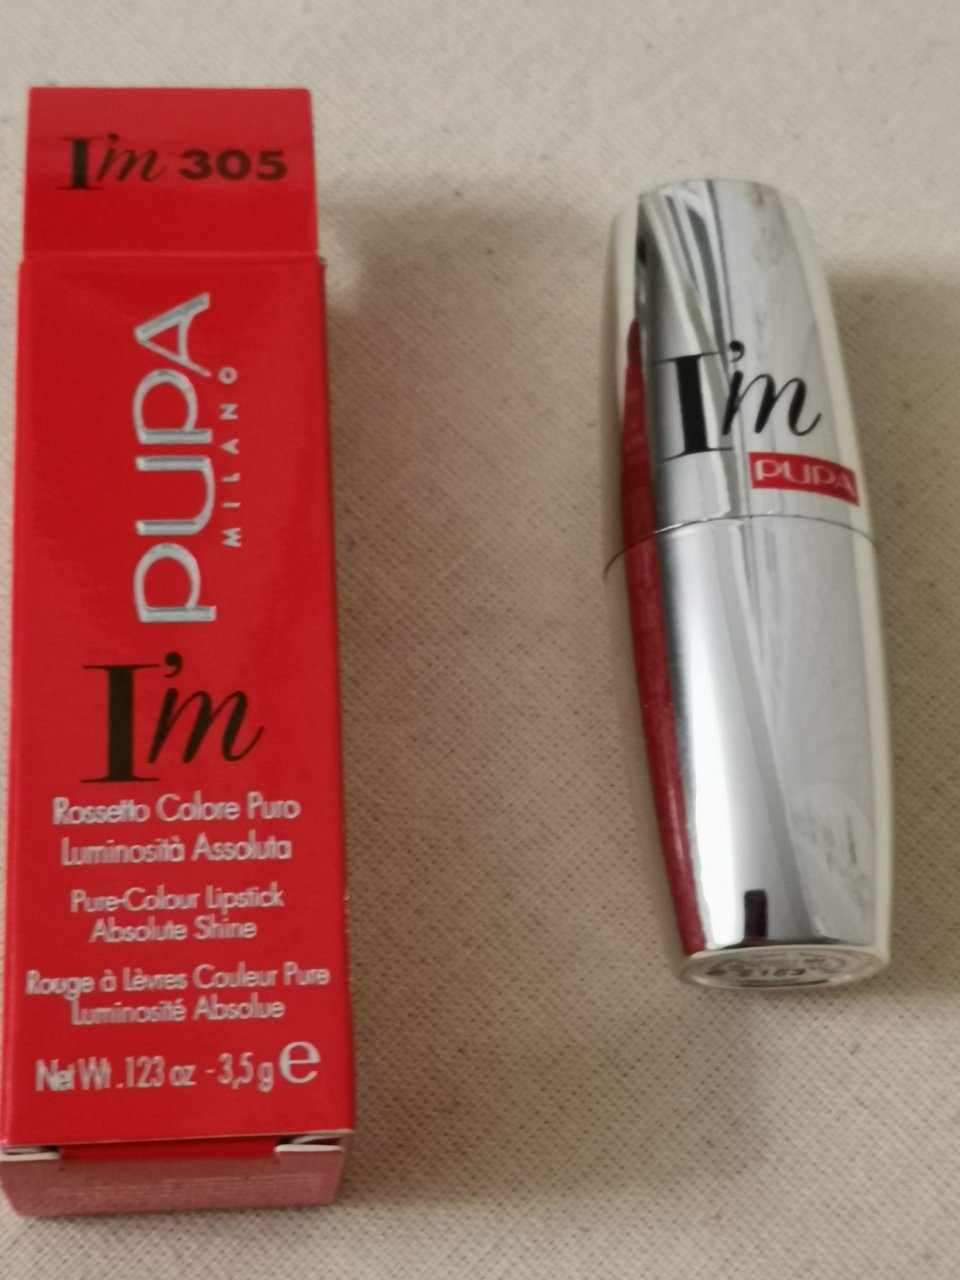 I'm 305
PUPA
MILANO
I'm
Rossetto Colore Puro
Luminosità Assoluta
Pure-Colour Lipstick
Absolute Shine
Rouge à Lèvres Couleur Pure
Luminosité Absolue
Net Wt .123 oz - 3,5 g e
I'm
PUPA